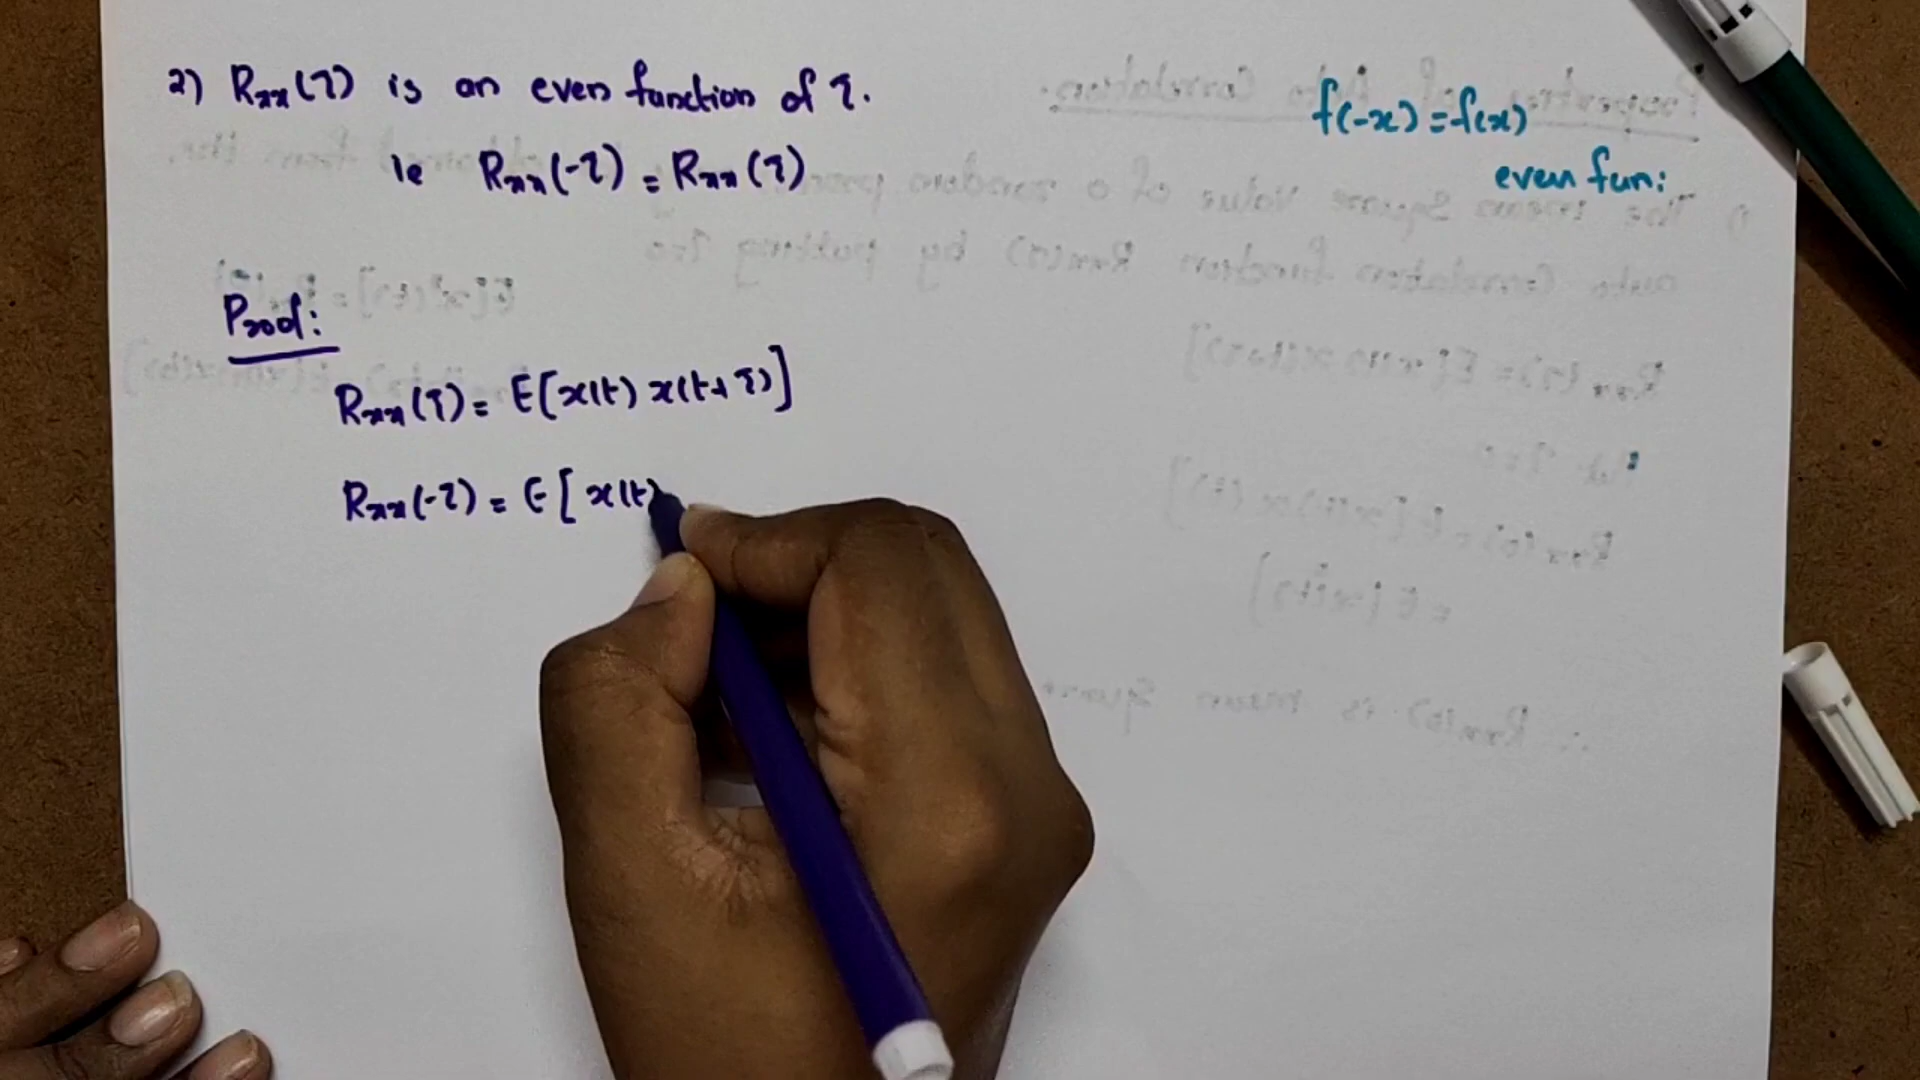 2) Rxx(τ) is an even function of τ.
ie Rxx(-τ) = Rxx(τ)
f(-x) = f(x)
even fun:
Proof:
Rxx(τ) = E[x(t) x(t+τ)]
Rxx(-τ) = E[x(t)